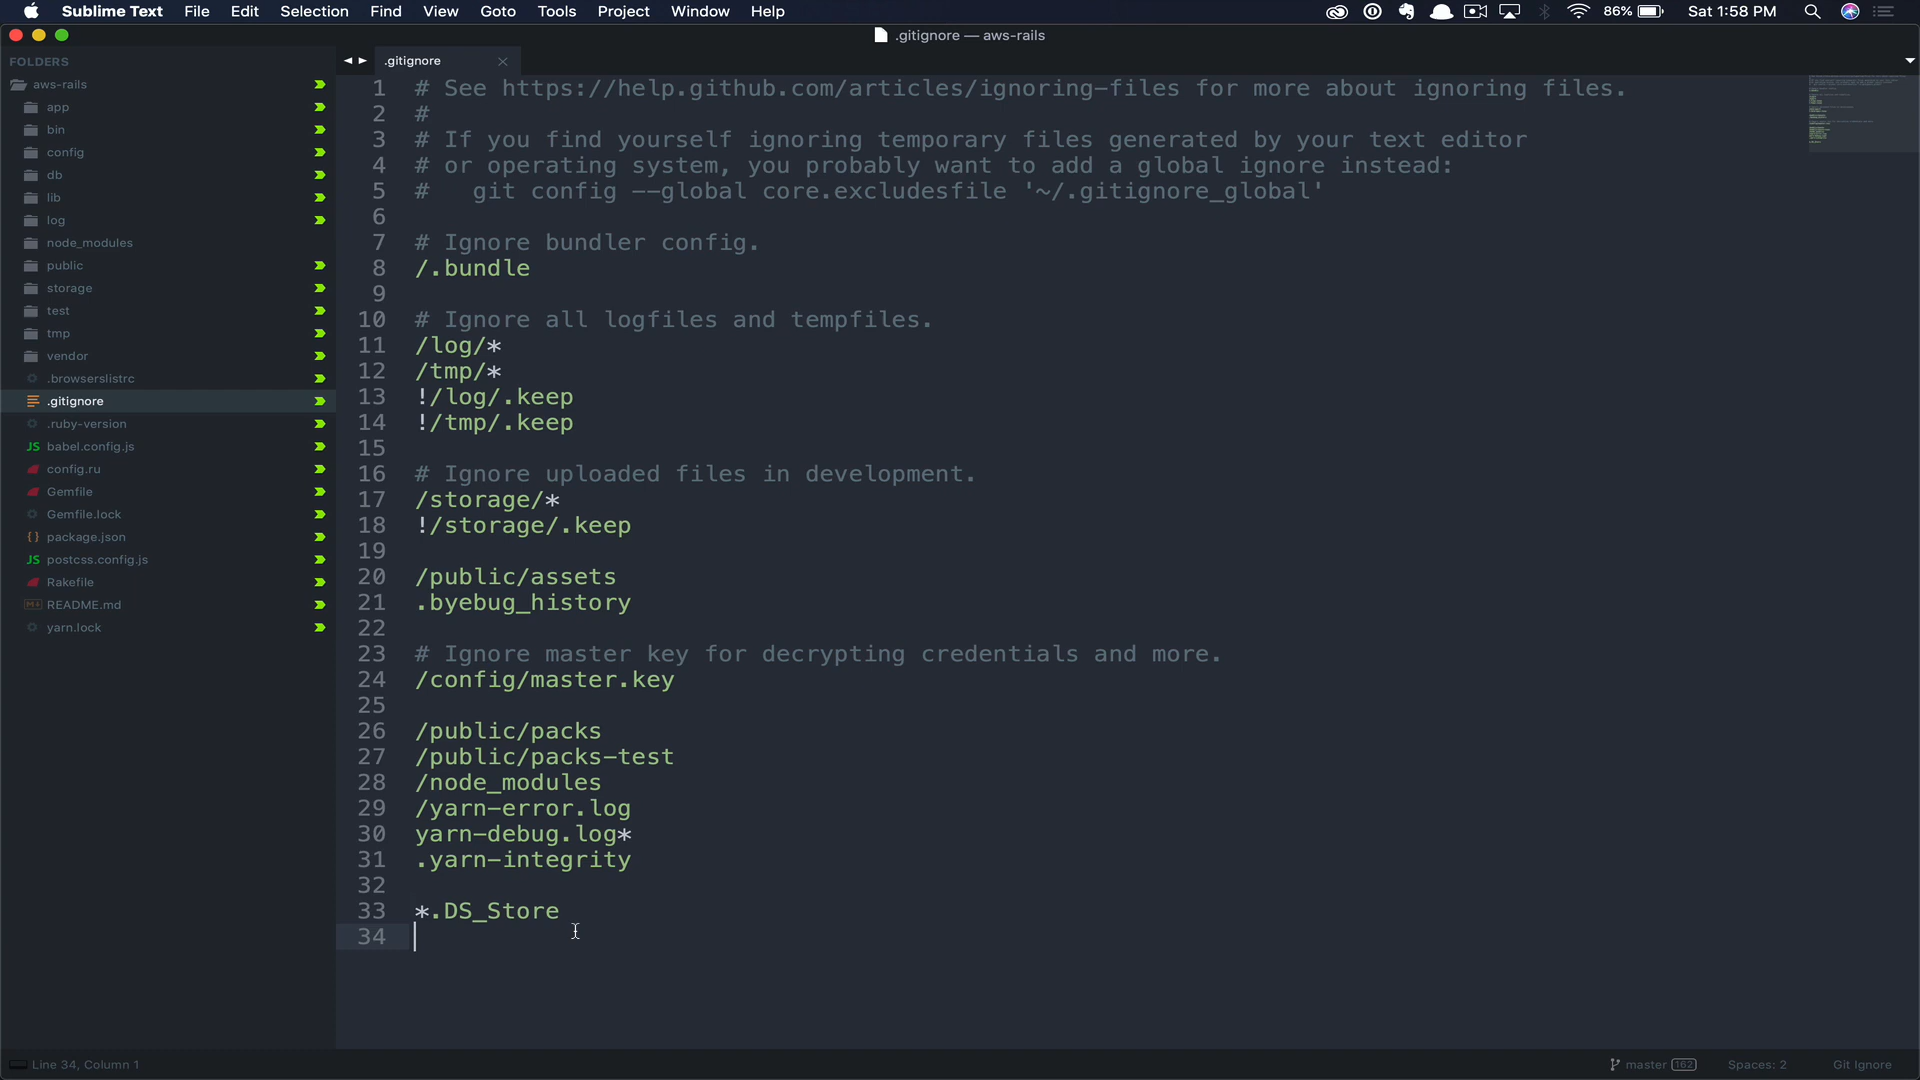 Sublime Text File Edit Selection Find View Goto Tools Project Window Help 86% Sat 1:58 PM
.gitignore — aws-rails
FOLDERS
aws-rails
app
bin
config
db
lib
log
node_modules
public
storage
test
tmp
vendor
.browserslistrc
.gitignore
.ruby-version
JS babel.config.js
config.ru
Gemfile
Gemfile.lock
{} package.json
JS postcss.config.js
Rakefile
README.md
yarn.lock
.gitignore
1 # See https://help.github.com/articles/ignoring-files for more about ignoring files.
2 #
3 # If you find yourself ignoring temporary files generated by your text editor
4 # or operating system, you probably want to add a global ignore instead:
5 #   git config --global core.excludesfile '~/.gitignore_global'
6
7 # Ignore bundler config.
8 /.bundle
9
10 # Ignore all logfiles and tempfiles.
11 /log/*
12 /tmp/*
13 !/log/.keep
14 !/tmp/.keep
15
16 # Ignore uploaded files in development.
17 /storage/*
18 !/storage/.keep
19
20 /public/assets
21 .byebug_history
22
23 # Ignore master key for decrypting credentials and more.
24 /config/master.key
25
26 /public/packs
27 /public/packs-test
28 /node_modules
29 /yarn-error.log
30 yarn-debug.log*
31 .yarn-integrity
32
33 *.DS_Store
34
Line 34, Column 1 master 162 Spaces: 2 Git Ignore